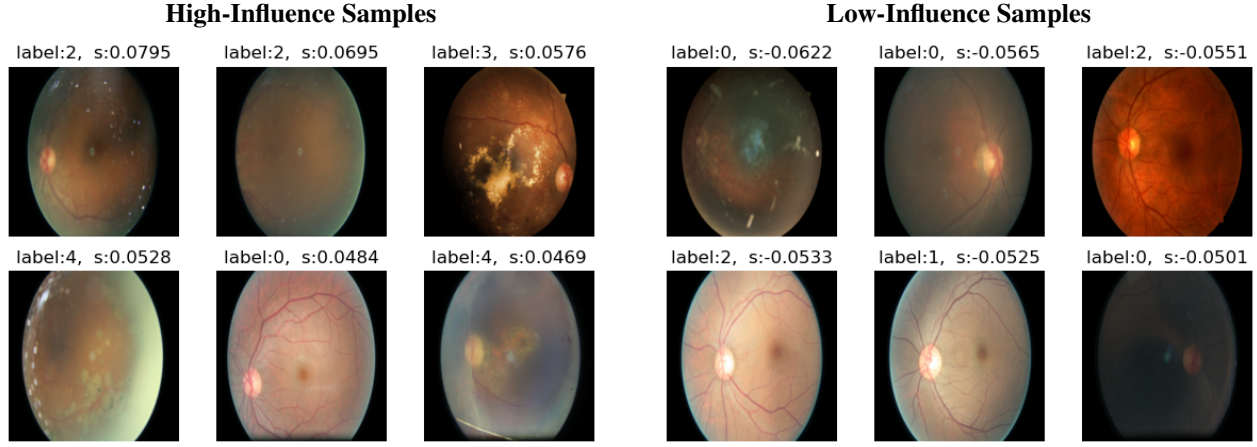 High-Influence Samples
Low-Influence Samples
label:2, s:0.0795
label:2, s:0.0695
label:3, s:0.0576
label:0, s:-0.0622
label:0, s:-0.0565
label:2, s:-0.0551
label:4, s:0.0528
label:0, s:0.0484
label:4, s:0.0469
label:2, s:-0.0533
label:1, s:-0.0525
label:0, s:-0.0501